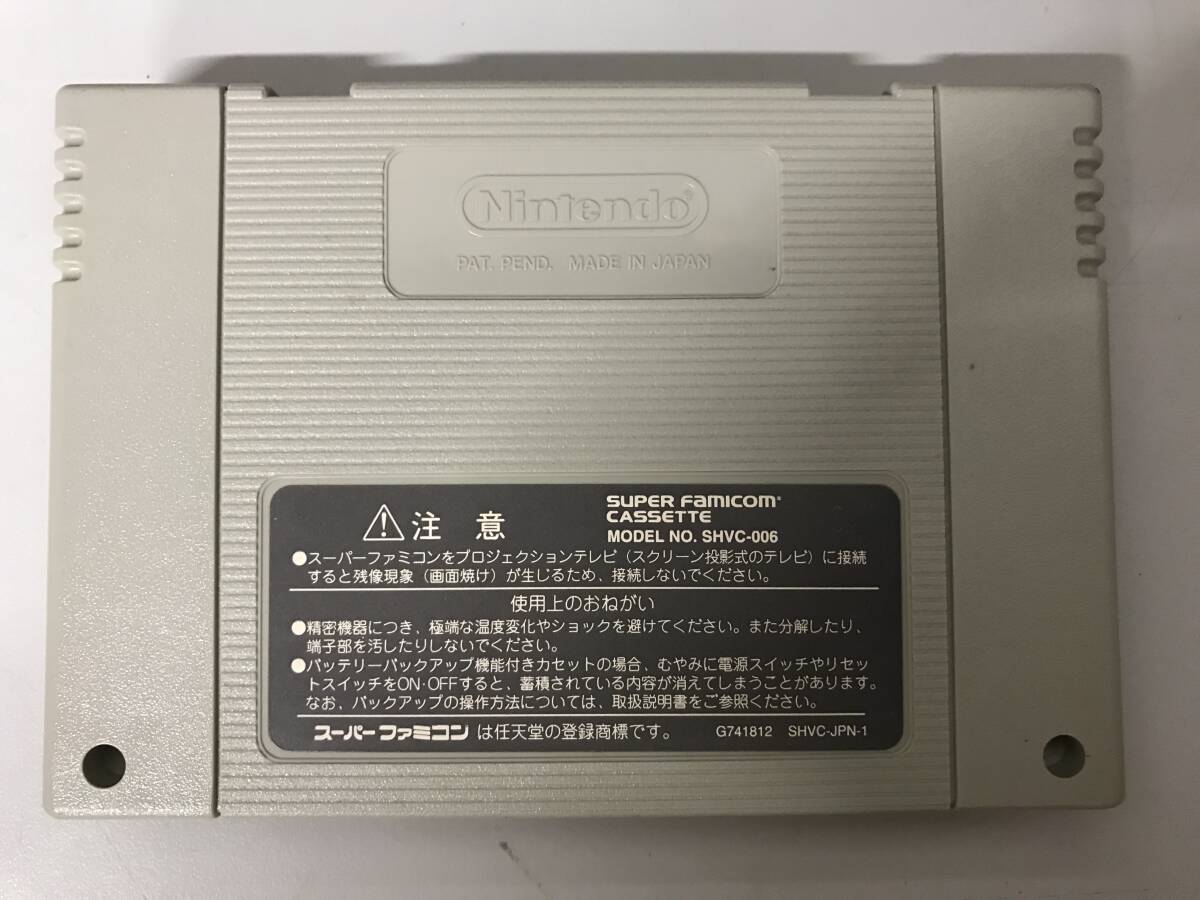 Nintendo®
PAT. PEND. MADE IN JAPAN
⚠注 意
SUPER FAMICOM®
CASSETTE
MODEL NO. SHVC-006
●スーパーファミコンをプロジェクションテレビ（スクリーン投影式のテレビ）に接続
すると残像現象（画面焼け）が生じるため、接続しないでください。
使用上のおねがい
●精密機器につき、極端な温度変化やショックを避けてください。また分解したり、
端子部を汚したりしないでください。
●バッテリーバックアップ機能付きカセットの場合、むやみに電源スイッチやリセッ
トスイッチをON·OFFすると、蓄積されている内容が消えてしまうことがあります。
なお、バックアップの操作方法については、取扱説明書をご参照ください。
スーパーファミコン は任天堂の登録商標です。 G741812 SHVC-JPN-1